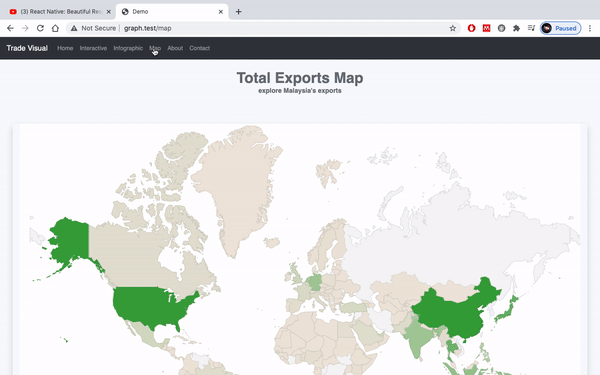 (3) React Native: Beautiful Rea
Demo
Not Secure | graph.test/map
Paused
Trade Visual Home Interactive Infographic Map About Contact
Total Exports Map
explore Malaysia's exports